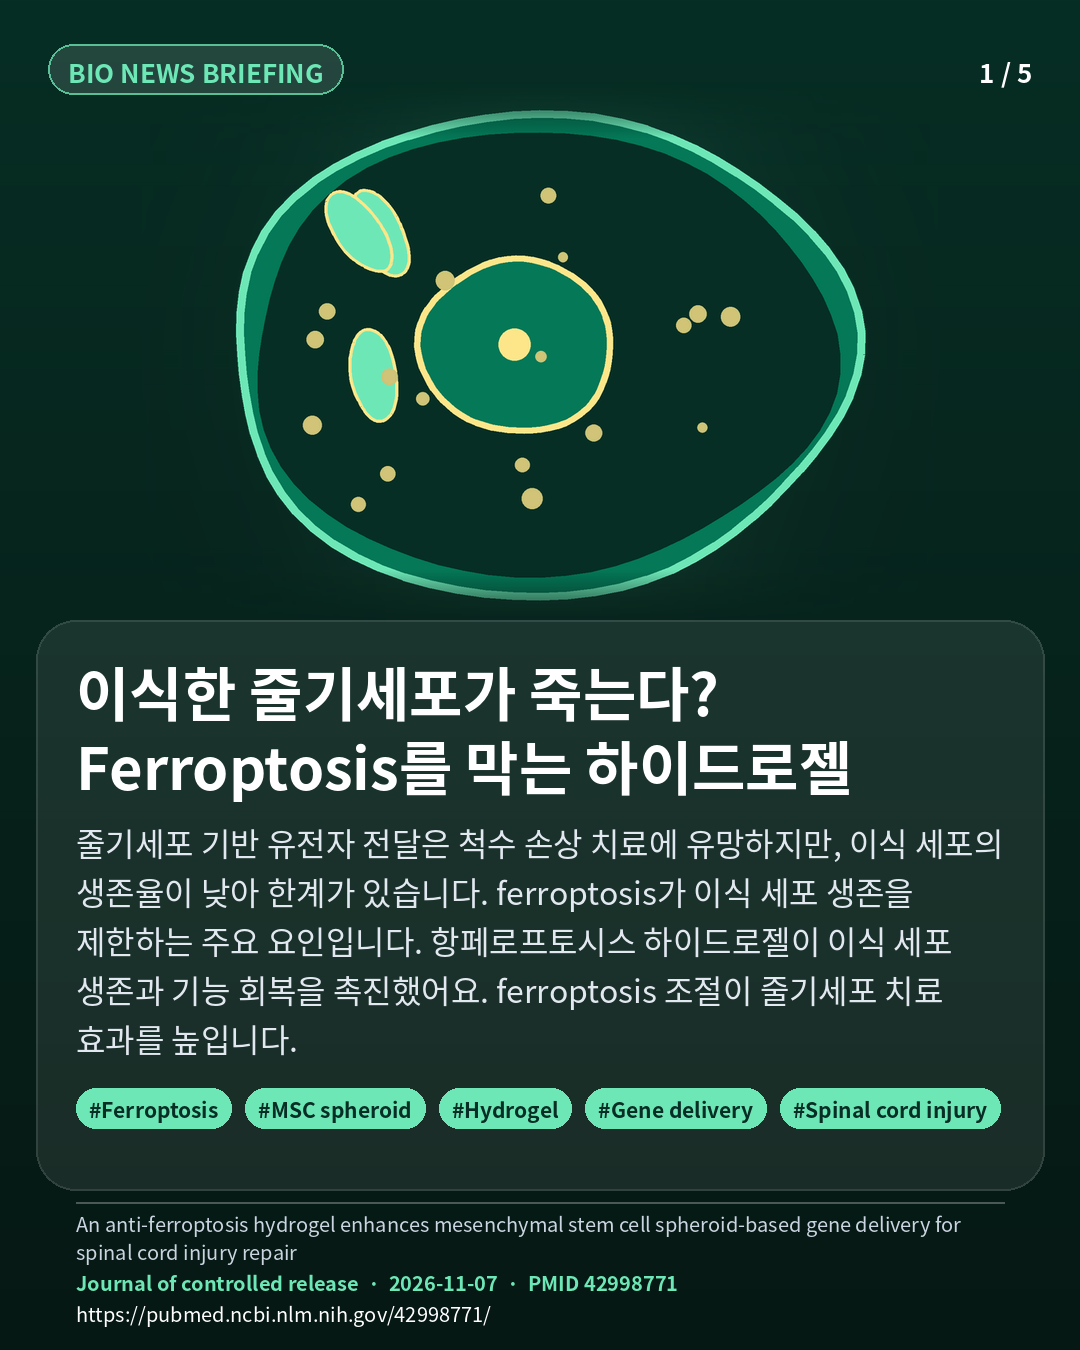 BIO NEWS BRIEFING
1 / 5
이식한 줄기세포가 죽는다?
Ferroptosis를 막는 하이드로젤
줄기세포 기반 유전자 전달은 척수 손상 치료에 유망하지만, 이식 세포의
생존율이 낮아 한계가 있습니다. ferroptosis가 이식 세포 생존을
제한하는 주요 요인입니다. 항페로프토시스 하이드로젤이 이식 세포
생존과 기능 회복을 촉진했어요. ferroptosis 조절이 줄기세포 치료
효과를 높입니다.
#Ferroptosis #MSC spheroid #Hydrogel #Gene delivery #Spinal cord injury
An anti-ferroptosis hydrogel enhances mesenchymal stem cell spheroid-based gene delivery for
spinal cord injury repair
Journal of controlled release · 2026-11-07 · PMID 42998771
https://pubmed.ncbi.nlm.nih.gov/42998771/